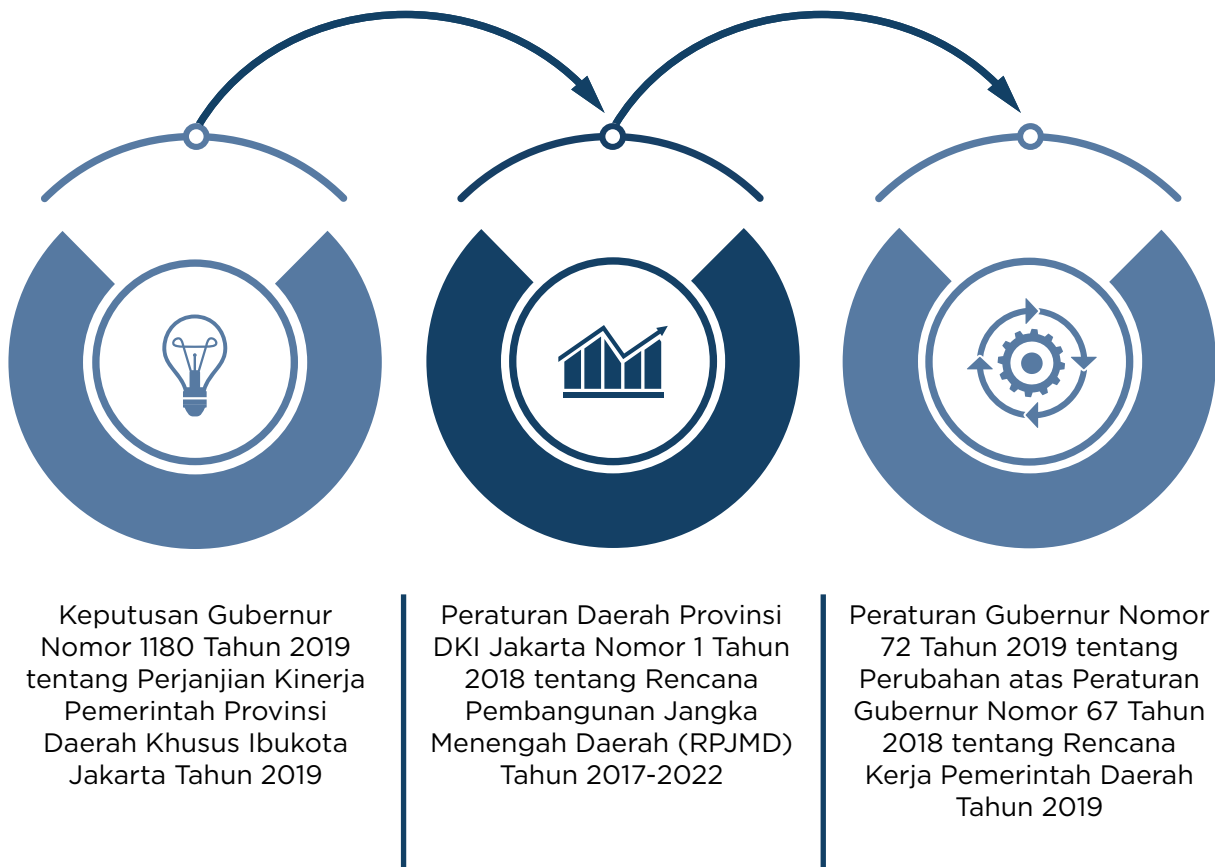 Keputusan Gubernur
Nomor 1180 Tahun 2019
tentang Perjanjian Kinerja
Pemerintah Provinsi
Daerah Khusus Ibukota
Jakarta Tahun 2019
Peraturan Daerah Provinsi
DKI Jakarta Nomor 1 Tahun
2018 tentang Rencana
Pembangunan Jangka
Menengah Daerah (RPJMD)
Tahun 2017-2022
Peraturan Gubernur Nomor
72 Tahun 2019 tentang
Perubahan atas Peraturan
Gubernur Nomor 67 Tahun
2018 tentang Rencana
Kerja Pemerintah Daerah
Tahun 2019